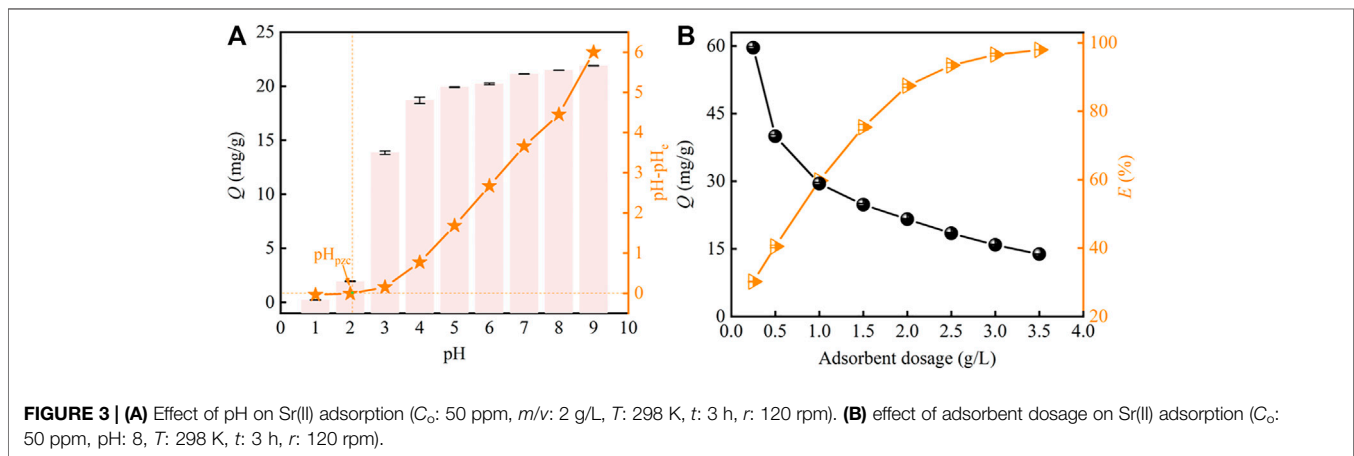 A
25
20
15
10
5
0
Q (mg/g)
pHpzc
0 1 2 3 4 5 6 7 8 9 10
pH
6
5
4
3
2
1
0
pH-pHe
B
60
45
30
15
0
Q (mg/g)
0.0 0.5 1.0 1.5 2.0 2.5 3.0 3.5 4.0
Adsorbent dosage (g/L)
100
80
60
40
20
E (%)
FIGURE 3 | (A) Effect of pH on Sr(II) adsorption (Co: 50 ppm, m/v: 2 g/L, T: 298 K, t: 3 h, r: 120 rpm). (B) effect of adsorbent dosage on Sr(II) adsorption (Co:
50 ppm, pH: 8, T: 298 K, t: 3 h, r: 120 rpm).